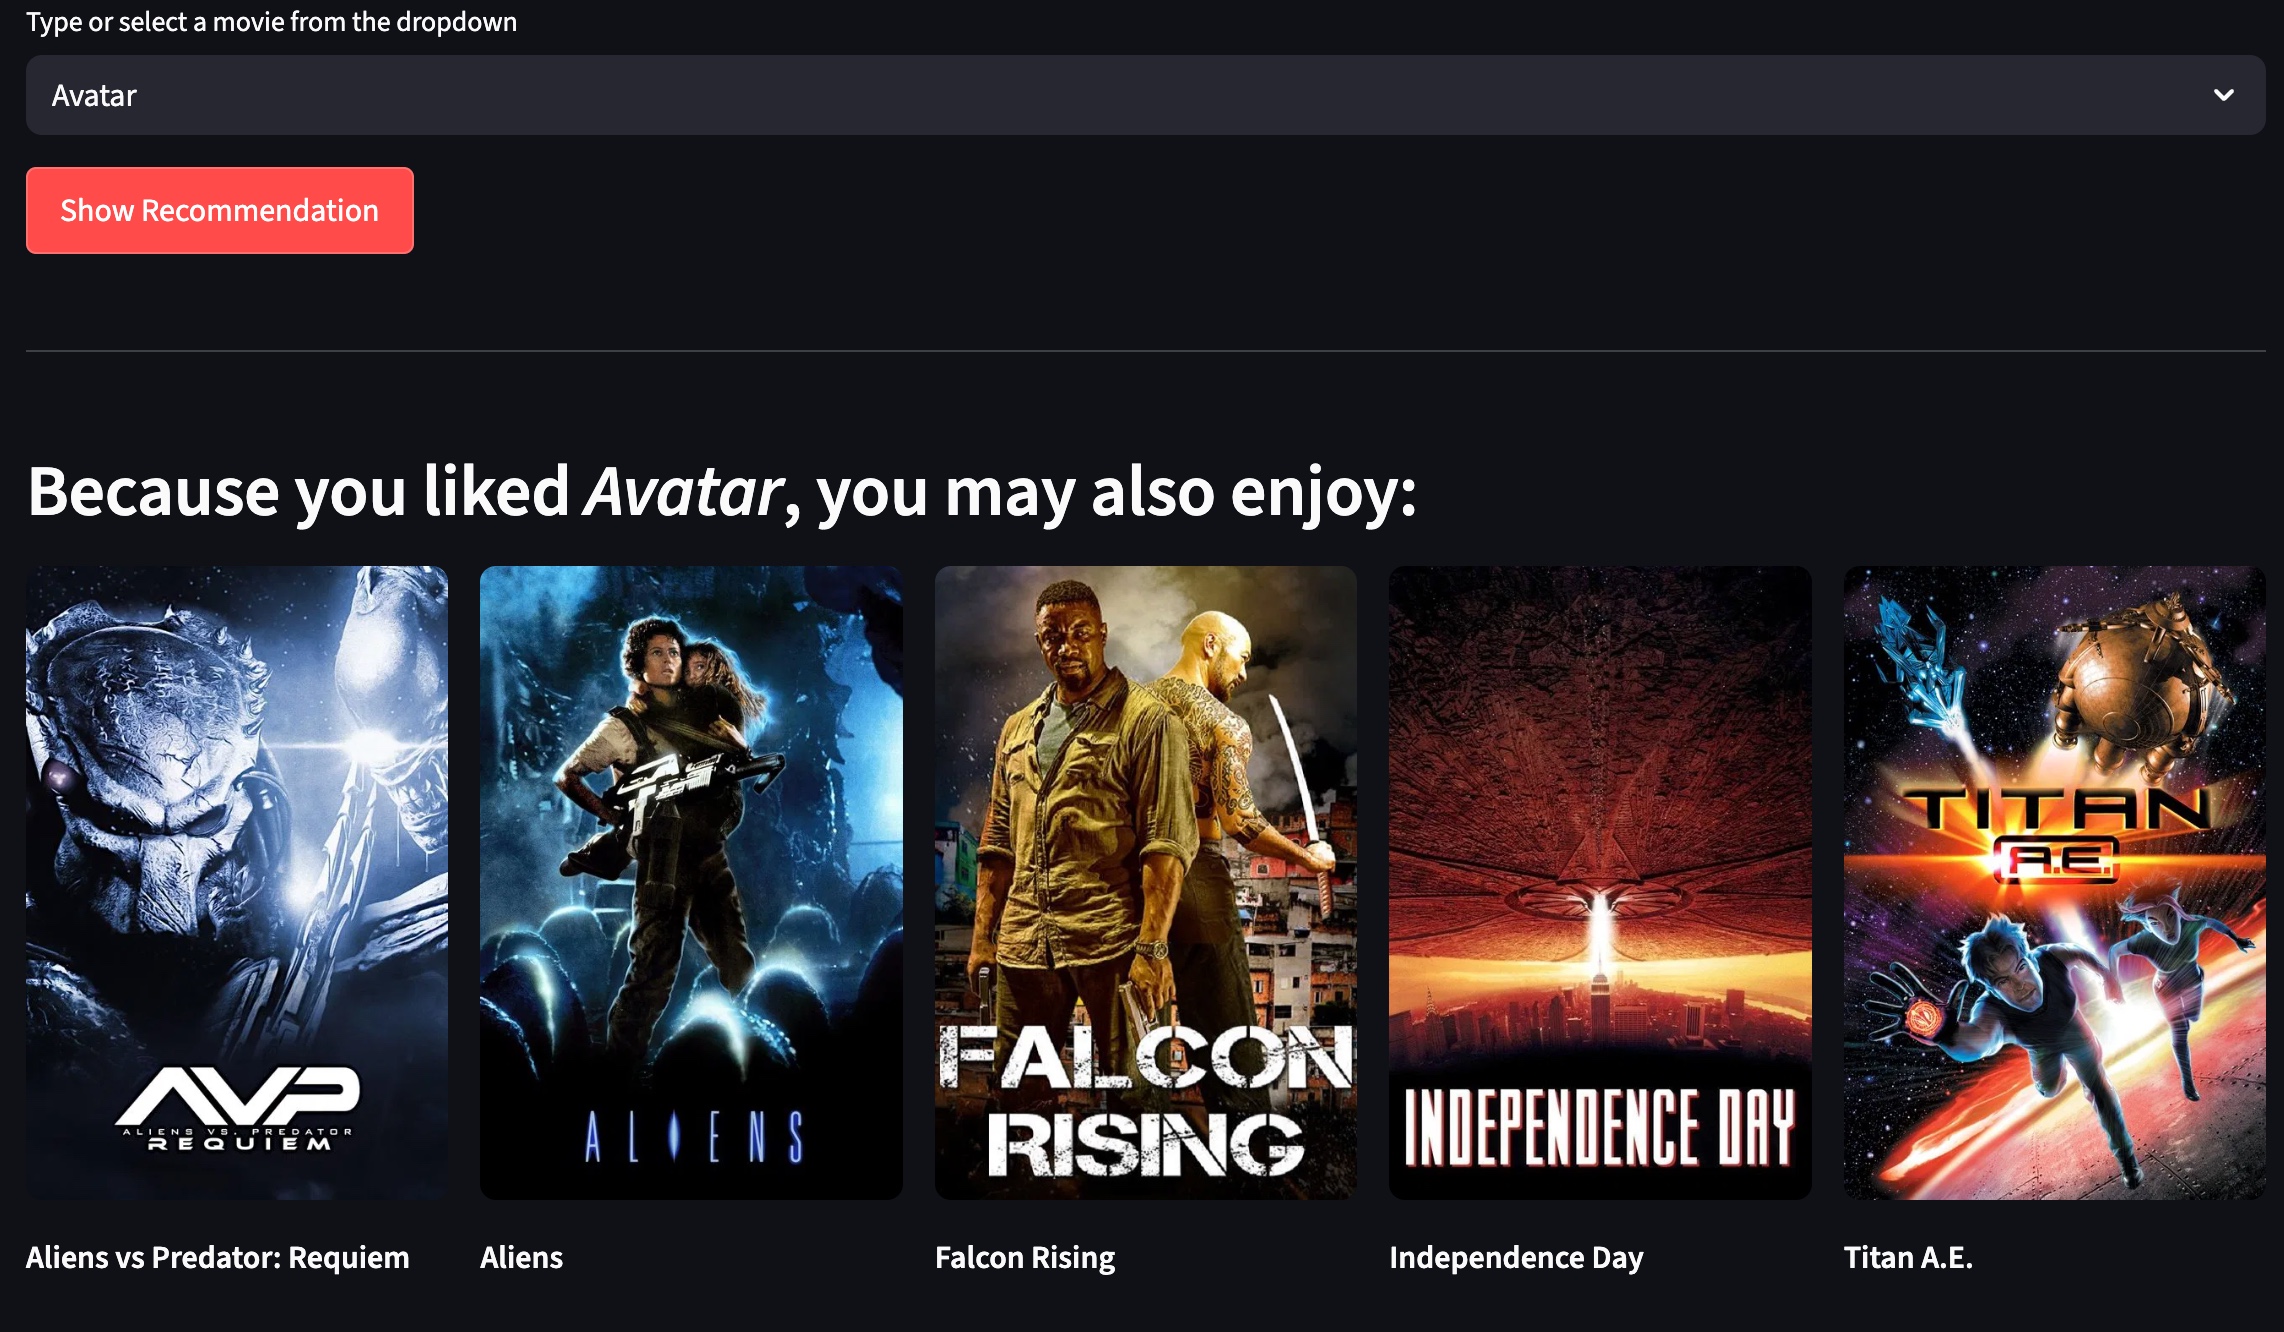 Type or select a movie from the dropdown
Avatar
Show Recommendation
Because you liked Avatar, you may also enjoy:
AVP
ALIENS VS. PREDATOR
REQUIEM
ALIENS
FALCON
RISING
INDEPENDENCE DAY
TITAN
A.E.
Aliens vs Predator: Requiem
Aliens
Falcon Rising
Independence Day
Titan A.E.